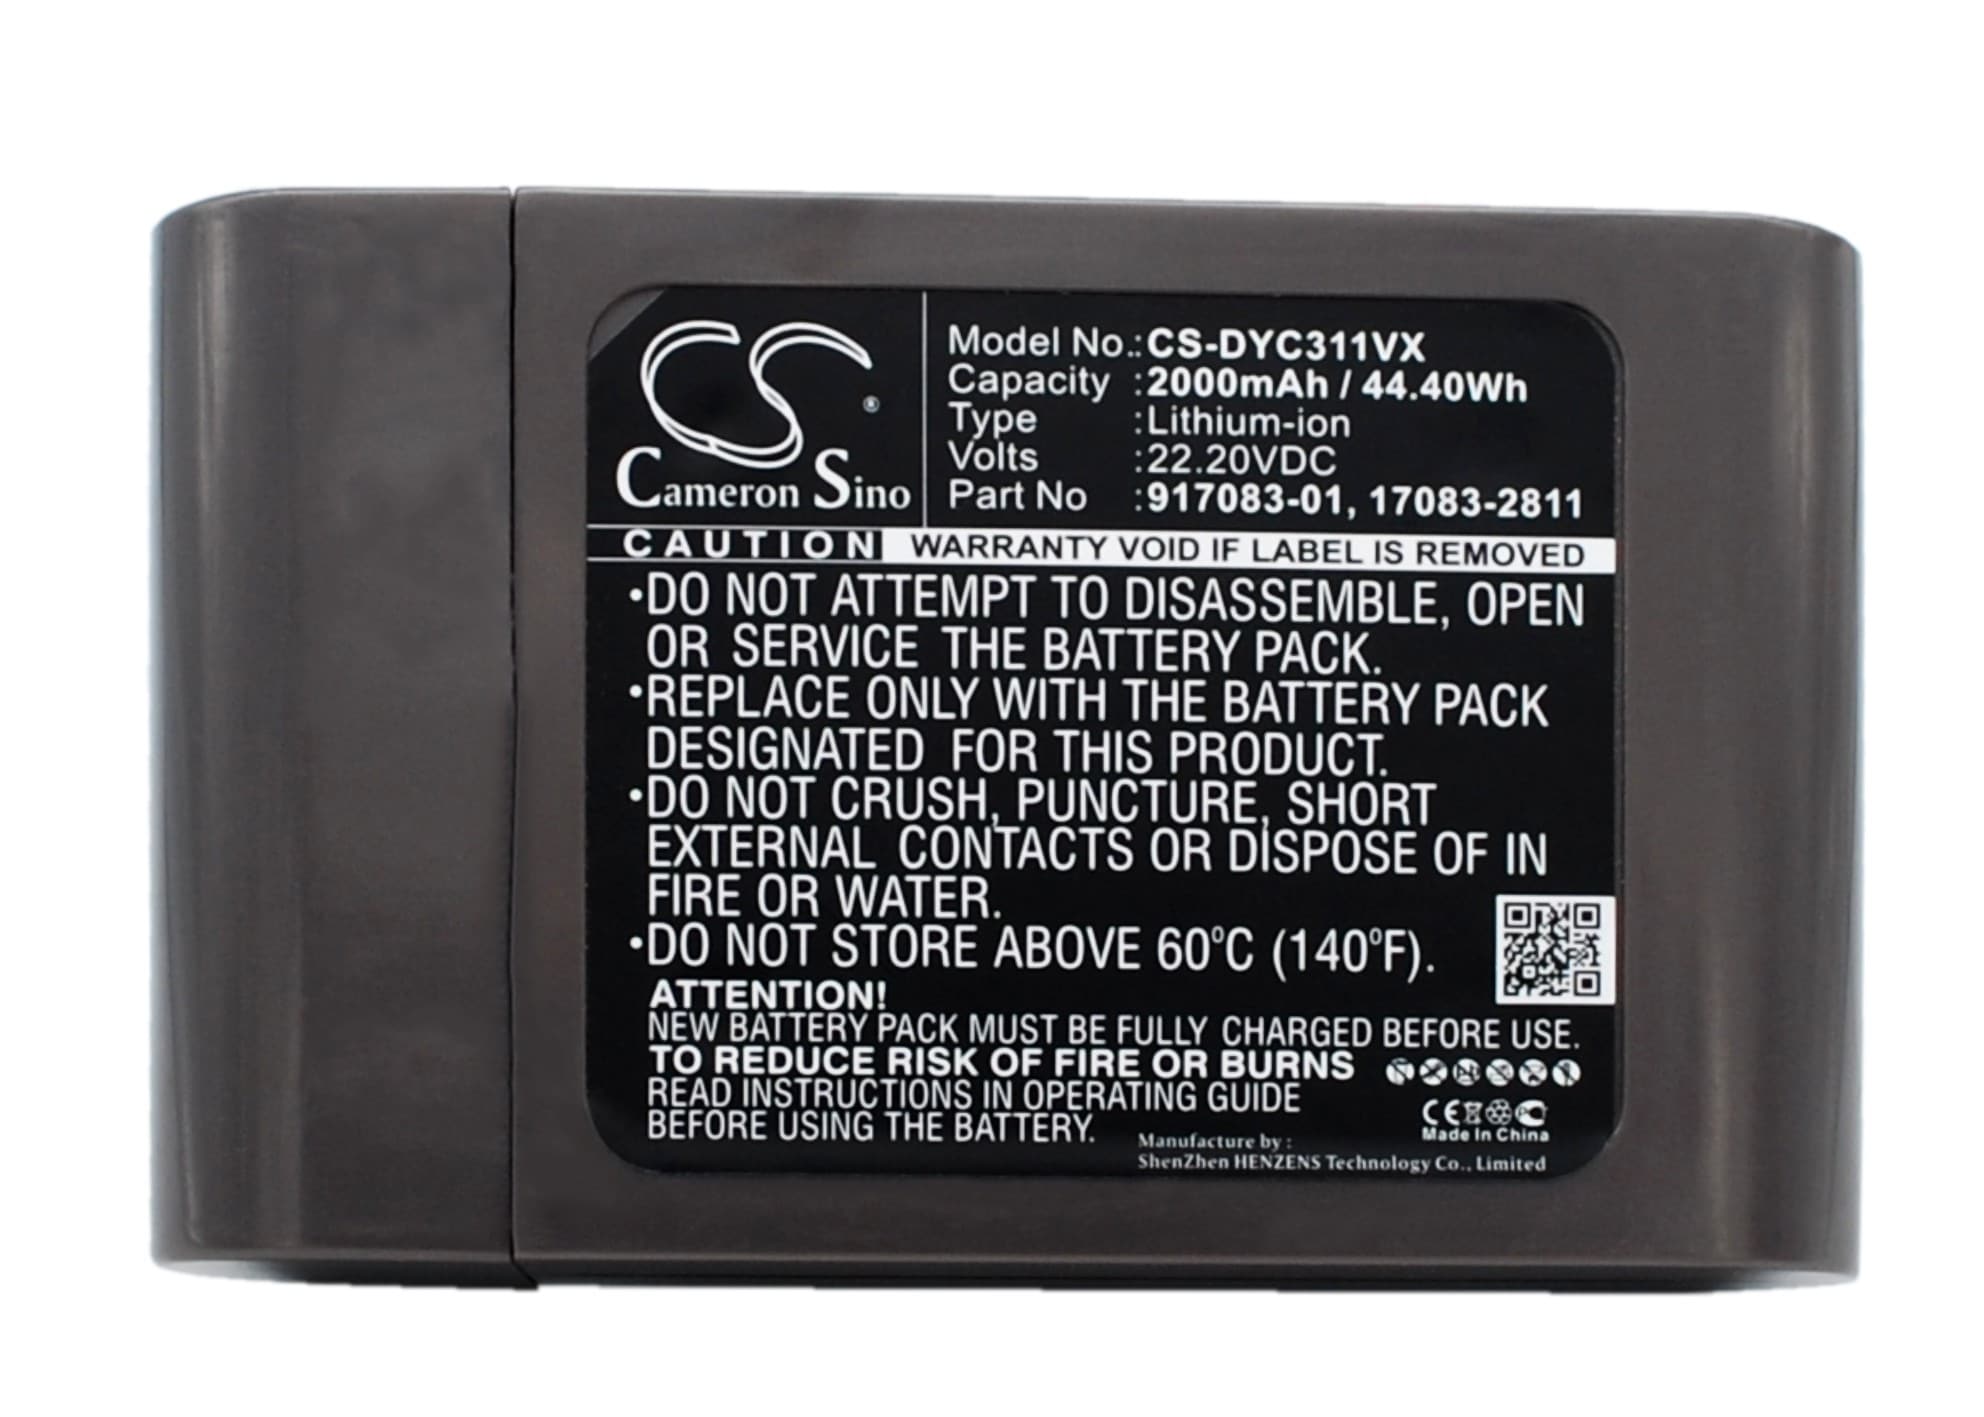 CS ®
Cameron Sino
Model No.:CS-DYC311VX
Capacity :2000mAh / 44.40Wh
Type :Lithium-ion
Volts :22.20VDC
Part No :917083-01, 17083-2811
CAUTION WARRANTY VOID IF LABEL IS REMOVED
•DO NOT ATTEMPT TO DISASSEMBLE, OPEN
OR SERVICE THE BATTERY PACK.
•REPLACE ONLY WITH THE BATTERY PACK
DESIGNATED FOR THIS PRODUCT.
•DO NOT CRUSH, PUNCTURE, SHORT
EXTERNAL CONTACTS OR DISPOSE OF IN
FIRE OR WATER.
•DO NOT STORE ABOVE 60°C (140°F).
ATTENTION!
NEW BATTERY PACK MUST BE FULLY CHARGED BEFORE USE.
TO REDUCE RISK OF FIRE OR BURNS
READ INSTRUCTIONS IN OPERATING GUIDE
BEFORE USING THE BATTERY.
CE
Made In China
Manufacture by :
ShenZhen HENZENS Technology Co., Limited